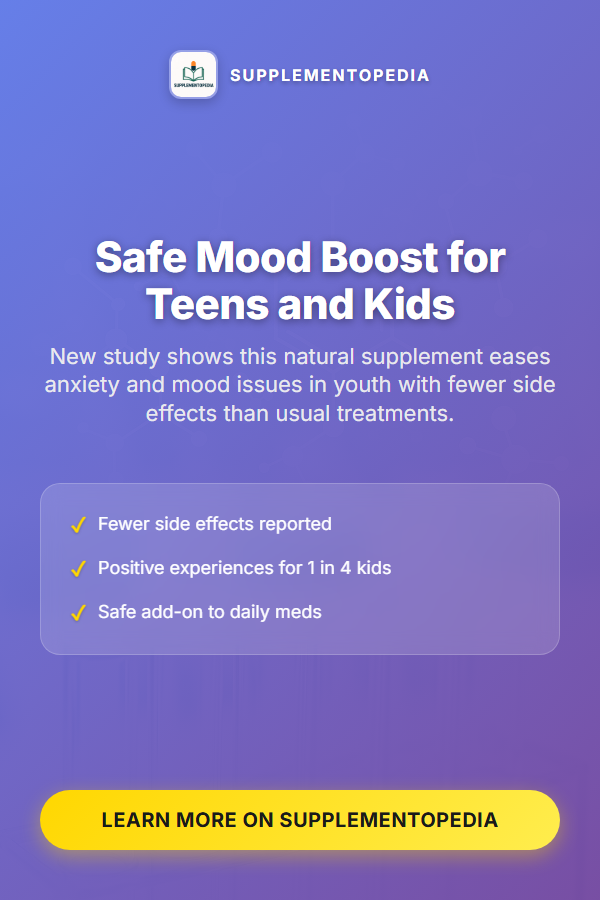 SUPPLEMENTOPEDIA
SUPPLEMENTOPEDIA
Safe Mood Boost for
Teens and Kids
New study shows this natural supplement eases
anxiety and mood issues in youth with fewer side
effects than usual treatments.
✓ Fewer side effects reported
✓ Positive experiences for 1 in 4 kids
✓ Safe add-on to daily meds
LEARN MORE ON SUPPLEMENTOPEDIA